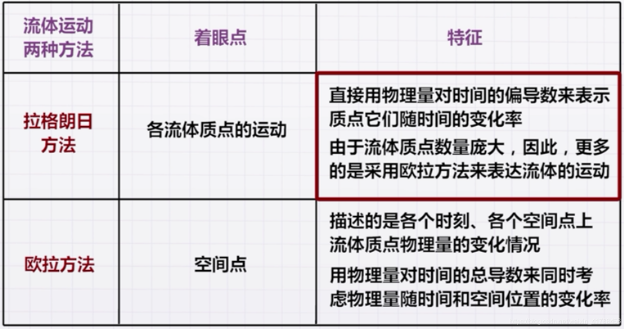 流体运动
两种方法
着眼点
特征
拉格朗日
方法
各流体质点的运动
直接用物理量对时间的偏导数来表示
质点它们随时间的变化率
由于流体质点数量庞大，因此，更多
的是采用欧拉方法来表达流体的运动
欧拉方法
空间点
描述的是各个时刻、各个空间点上
流体质点物理量的变化情况
用物理量对时间的总导数来同时考
虑物理量随时间和空间位置的变化率